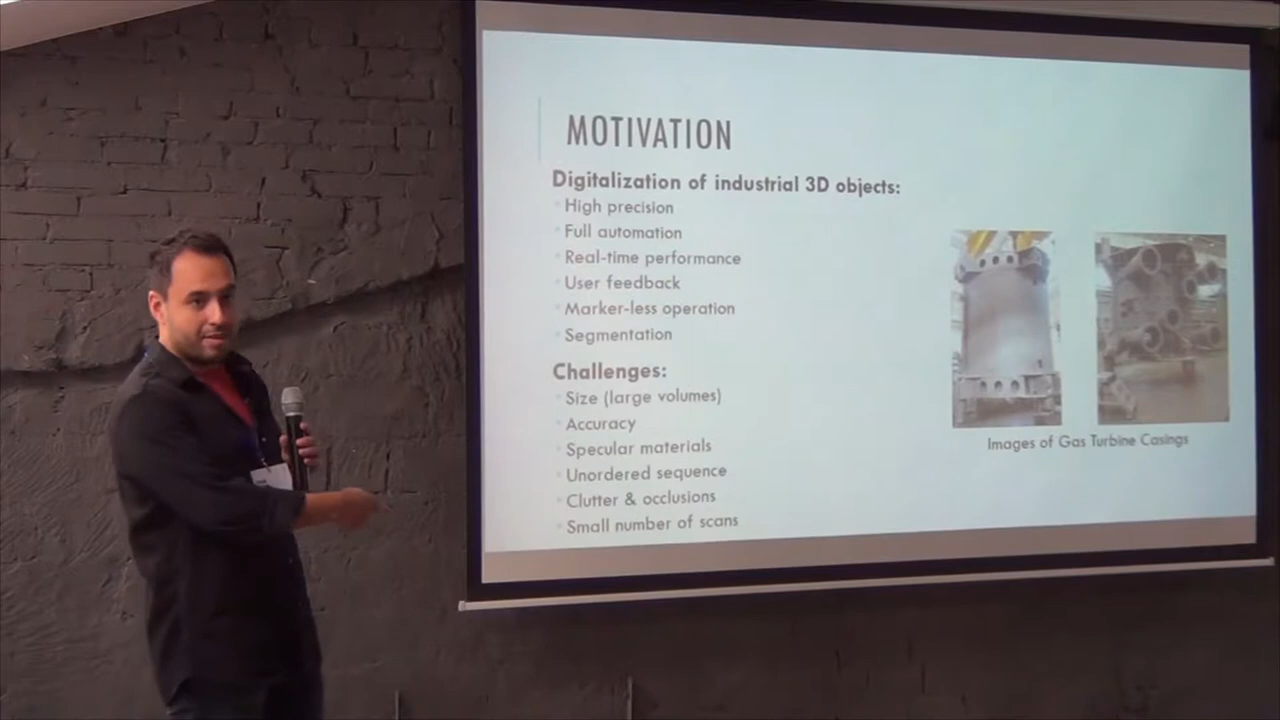 MOTIVATION
Digitalization of industrial 3D objects:
High precision
Full automation
Real-time performance
User feedback
Marker-less operation
Segmentation
Challenges:
Size (large volumes)
Accuracy
Specular materials
Unordered sequence
Clutter & occlusions
Small number of scans
Images of Gas Turbine Casings